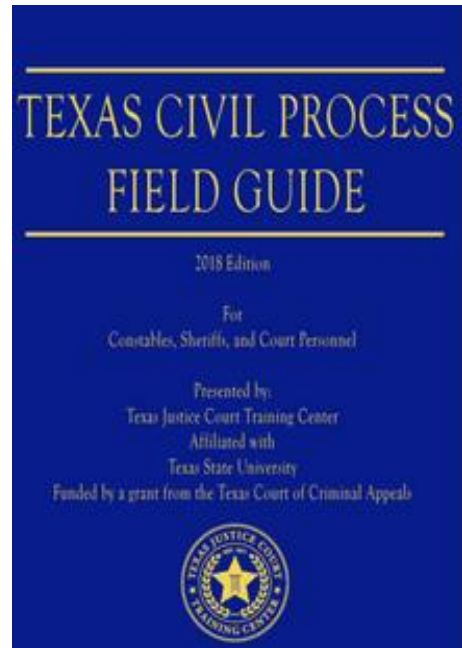 TEXAS CIVIL PROCESS
FIELD GUIDE
2018 Edition
For
Constables, Sheriffs, and Court Personnel
Presented by:
Texas Justice Court Training Center
Affiliated with
Texas State University
Funded by a grant from the Texas Court of Criminal Appeals
TEXAS JUSTICE COURT
TRAINING CENTER